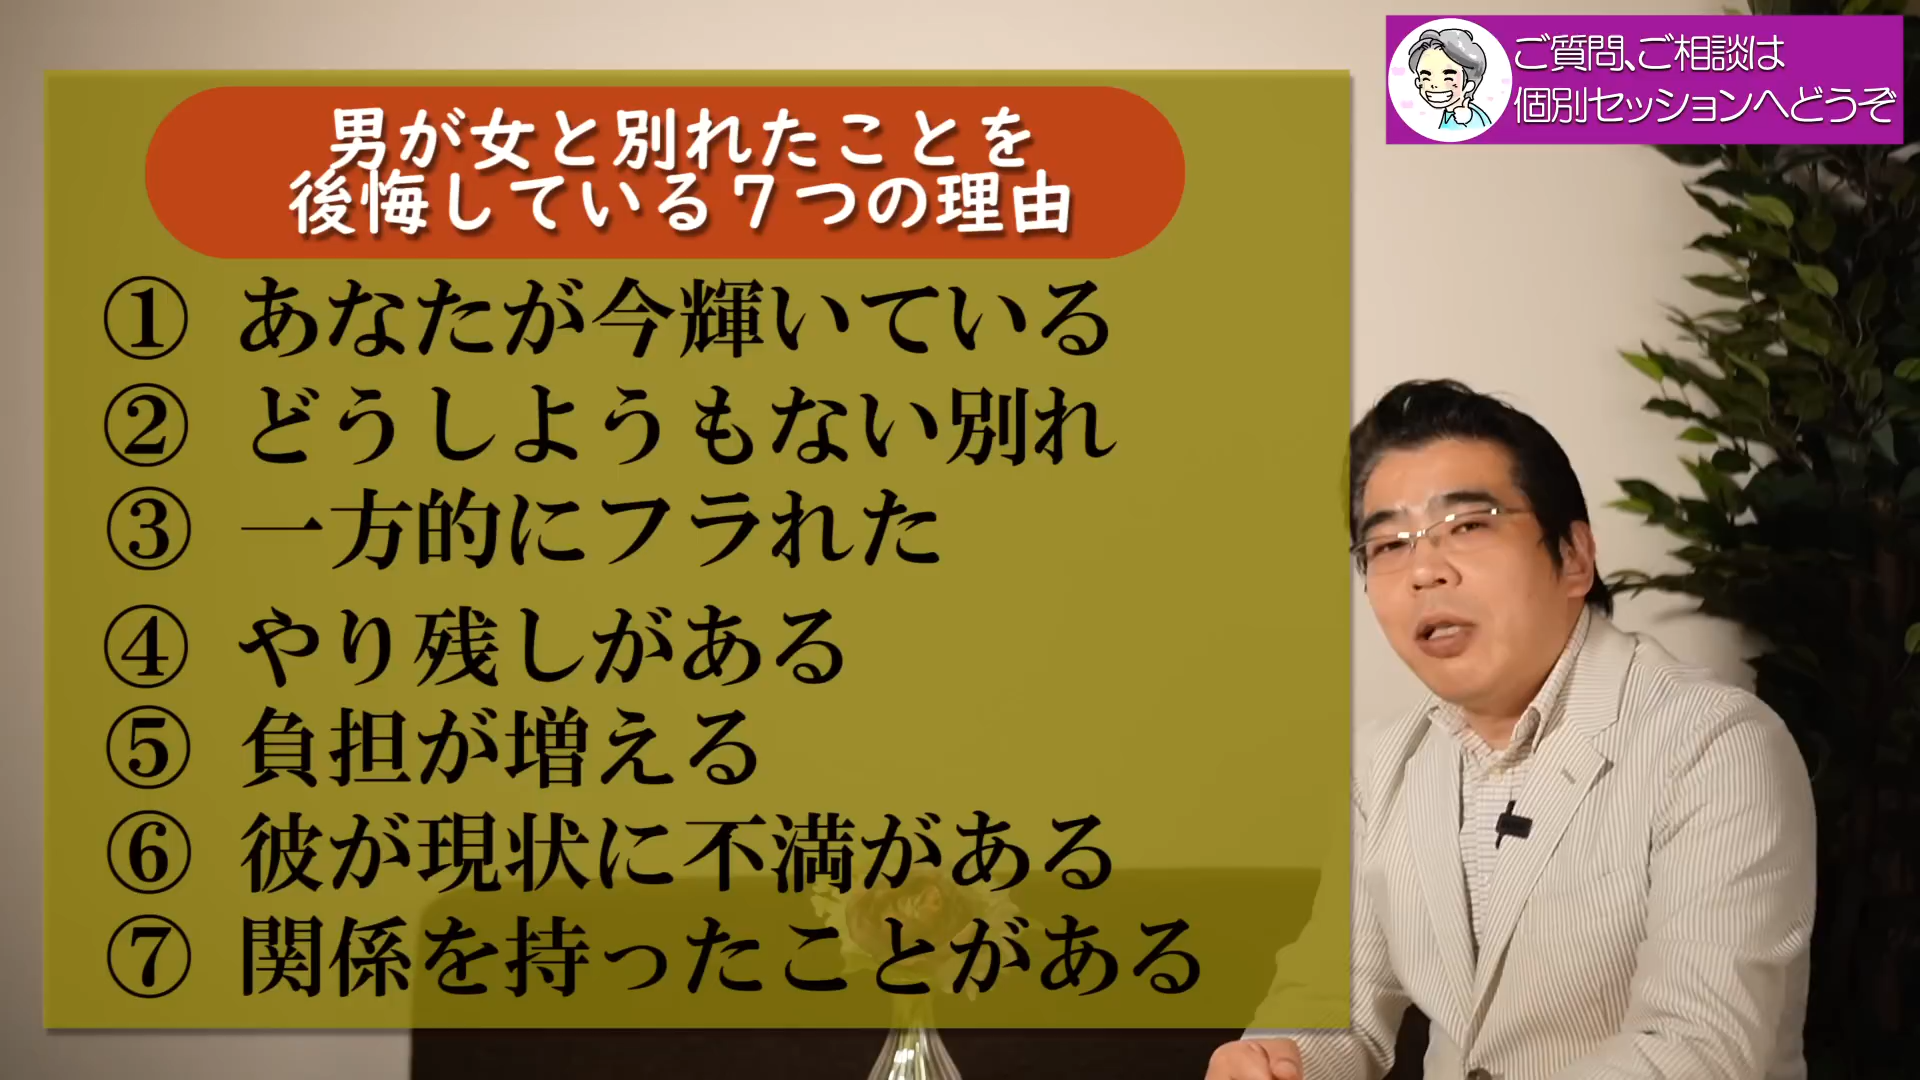 ご質問、ご相談は
個別セッションへどうぞ
男が女と別れたことを
後悔している７つの理由
① あなたが今輝いている
② どうしようもない別れ
③ 一方的にフラれた
④ やり残しがある
⑤ 負担が増える
⑥ 彼が現状に不満がある
⑦ 関係を持ったことがある